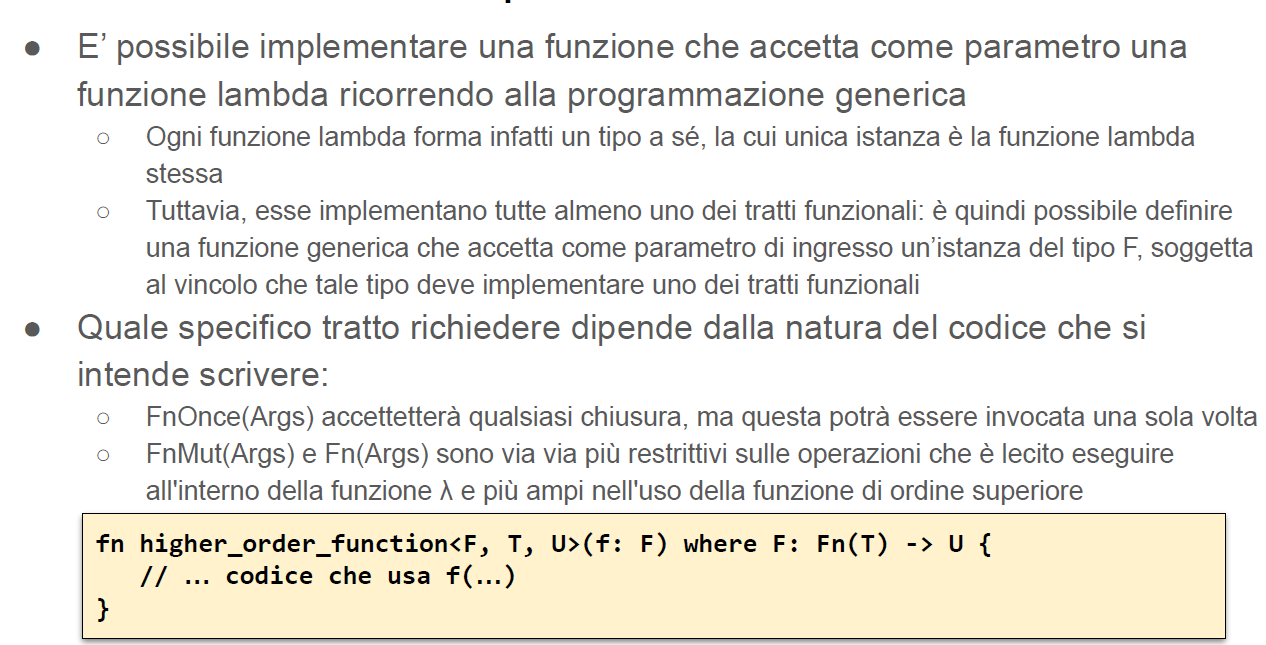 ● E’ possibile implementare una funzione che accetta come parametro una
funzione lambda ricorrendo alla programmazione generica
○ Ogni funzione lambda forma infatti un tipo a sé, la cui unica istanza è la funzione lambda
stessa
○ Tuttavia, esse implementano tutte almeno uno dei tratti funzionali: è quindi possibile definire
una funzione generica che accetta come parametro di ingresso un’istanza del tipo F, soggetta
al vincolo che tale tipo deve implementare uno dei tratti funzionali
● Quale specifico tratto richiedere dipende dalla natura del codice che si
intende scrivere:
○ FnOnce(Args) accettetterà qualsiasi chiusura, ma questa potrà essere invocata una sola volta
○ FnMut(Args) e Fn(Args) sono via via più restrittivi sulle operazioni che è lecito eseguire
all'interno della funzione λ e più ampi nell'uso della funzione di ordine superiore
fn higher_order_function<F, T, U>(f: F) where F: Fn(T) -> U {
// … codice che usa f(…)
}